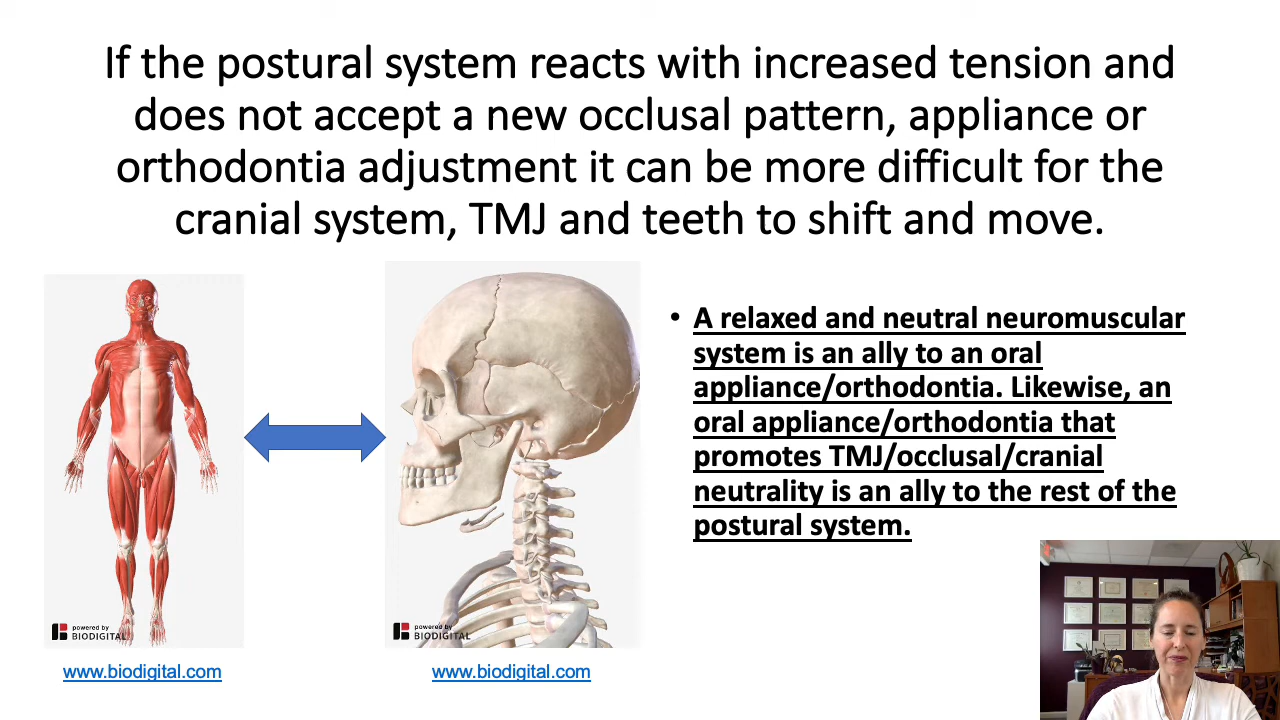 If the postural system reacts with increased tension and
does not accept a new occlusal pattern, appliance or
orthodontia adjustment it can be more difficult for the
cranial system, TMJ and teeth to shift and move.
• A relaxed and neutral neuromuscular
system is an ally to an oral
appliance/orthodontia. Likewise, an
oral appliance/orthodontia that
promotes TMJ/occlusal/cranial
neutrality is an ally to the rest of the
postural system.
powered by
BIODIGITAL
powered by
BIODIGITAL
www.biodigital.com
www.biodigital.com